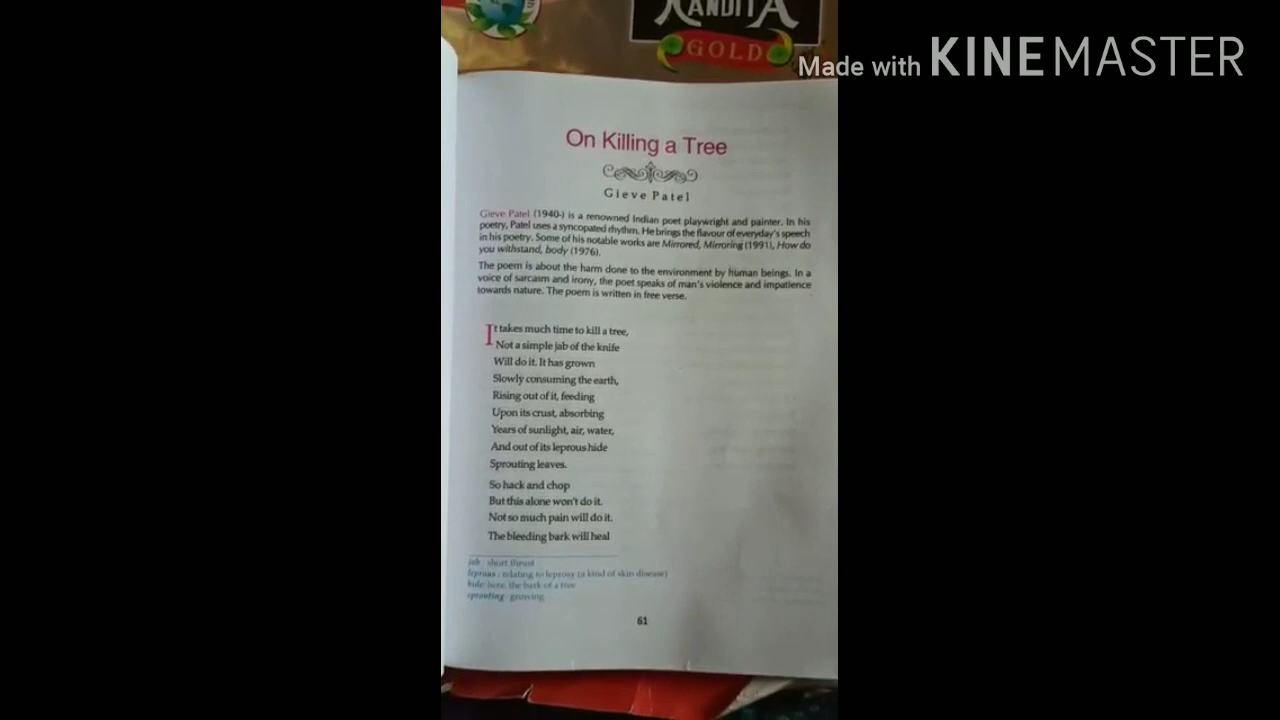 NANDITA
GOLD
Made with KINEMASTER
On Killing a Tree
Gieve Patel
Gieve Patel (1940-) is a renowned Indian poet playwright and painter. In his
poetry, Patel uses a syncopated rhythm. He brings the flavour of everyday's speech
in his poetry. Some of his notable works are Mirrored, Mirroring (1991), How do
you withstand, body (1976).
The poem is about the harm done to the environment by human beings. In a
voice of sarcasm and irony, the poet speaks of man's violence and impatience
towards nature. The poem is written in free verse.
It takes much time to kill a tree,
Not a simple jab of the knife
Will do it. It has grown
Slowly consuming the earth,
Rising out of it, feeding
Upon its crust, absorbing
Years of sunlight, air, water,
And out of its leprous hide
Sprouting leaves.
So hack and chop
But this alone won't do it.
Not so much pain will do it.
The bleeding bark will heal
jab : short thrust
leprous : relating to leprosy (a kind of skin disease)
hide: here, the bark of a tree
sprouting : growing
61